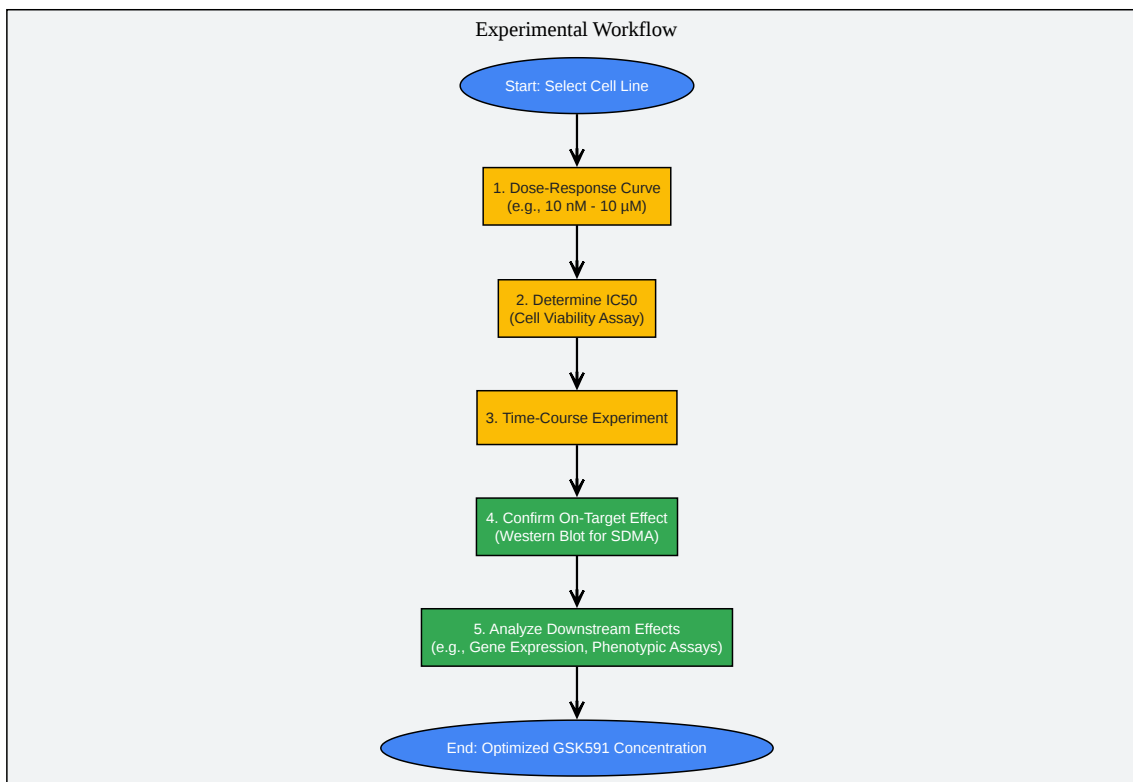 Experimental Workflow
Start: Select Cell Line
1. Dose-Response Curve
(e.g., 10 nM - 10 µM)
2. Determine IC50
(Cell Viability Assay)
3. Time-Course Experiment
4. Confirm On-Target Effect
(Western Blot for SDMA)
5. Analyze Downstream Effects
(e.g., Gene Expression, Phenotypic Assays)
End: Optimized GSK591 Concentration